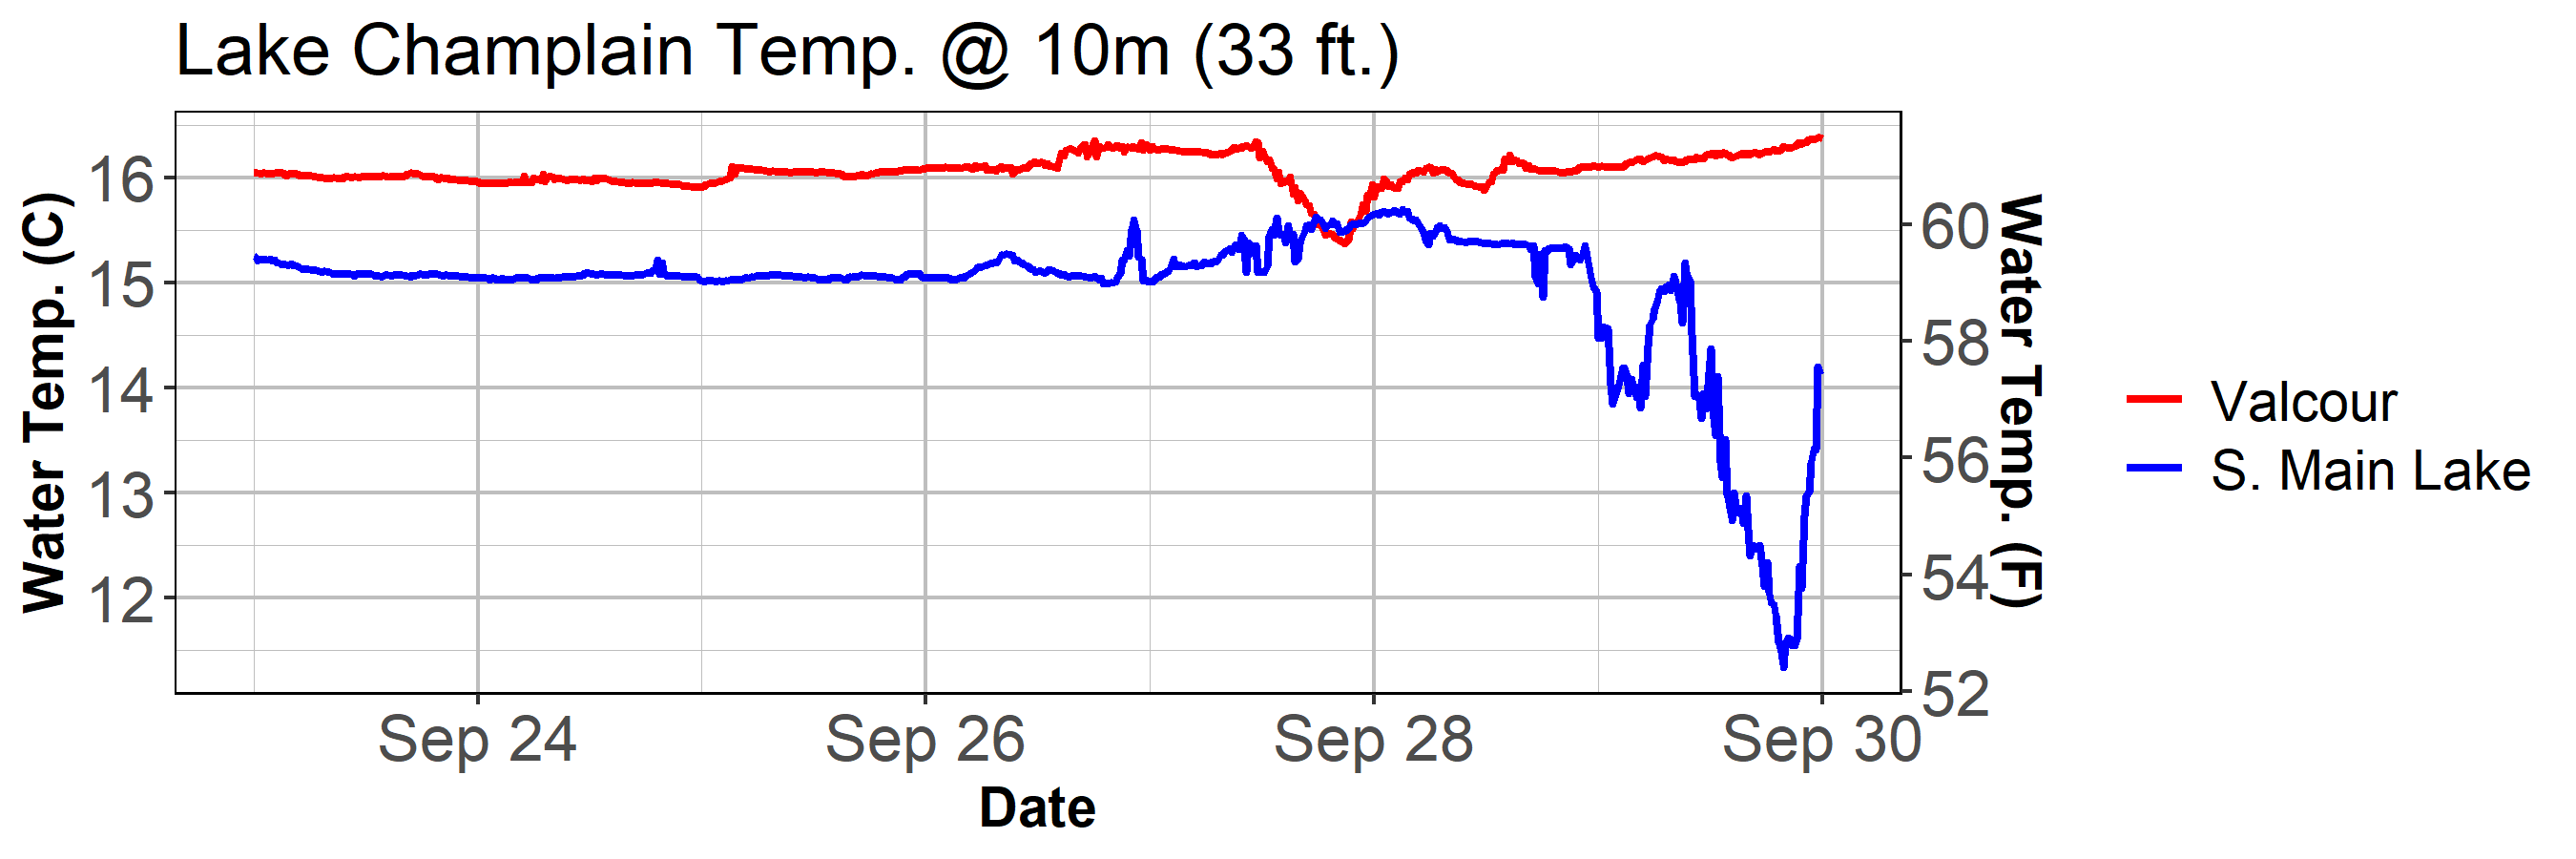 Lake Champlain Temp. @ 10m (33 ft.)
Water Temp. (C)
16
15
14
13
12
60
58
56
54
52
Water Temp. (F)
Sep 24
Sep 26
Sep 28
Sep 30
Date
Valcour
S. Main Lake